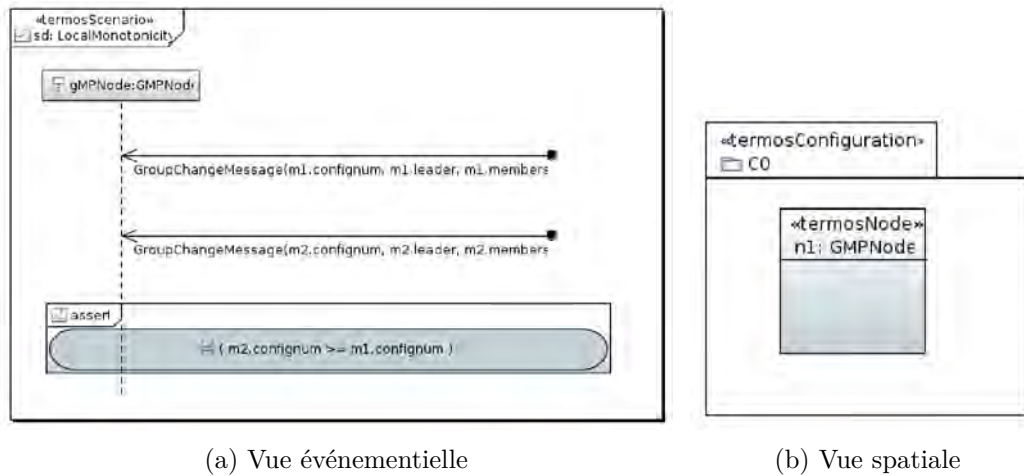 «termosScenario»
sd: LocalMonotonicity
gMPNode:GMPNode
GroupChangeMessage(m1.confignum, m1.leader, m1.members
GroupChangeMessage(m2.confignum, m2.leader, m2.members
assert
( m2.confignum >= m1.confignum )
(a) Vue événementielle
«termosConfiguration»
C0
«termosNode»
n1: GMPNode
(b) Vue spatiale